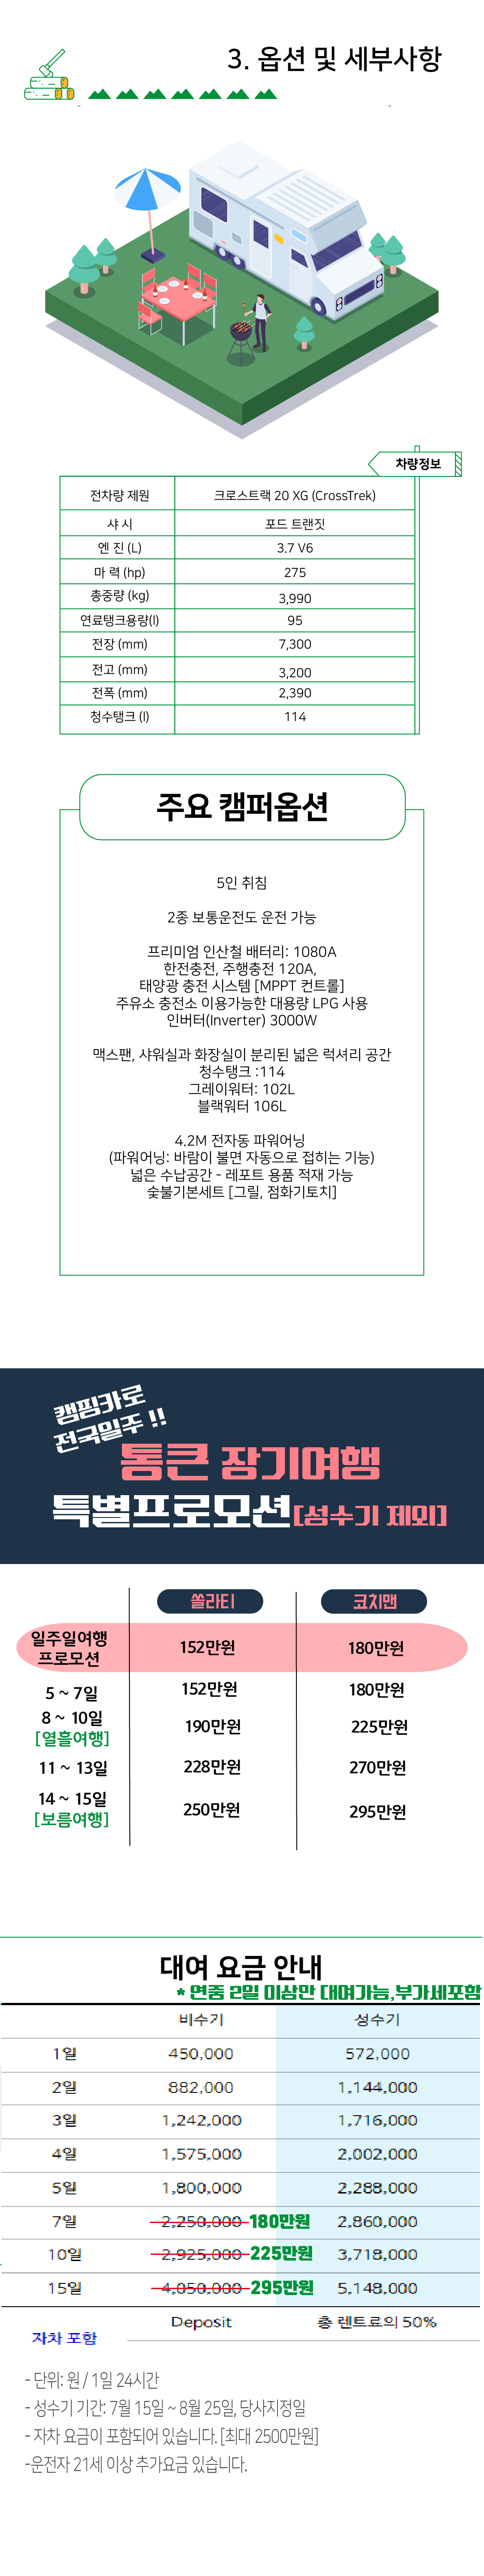 3. 옵션 및 세부사항
차량정보
전차량 제원 크로스트랙 20 XG (CrossTrek)
샤 시 포드 트랜짓
엔 진 (L) 3.7 V6
마 력 (hp) 275
총중량 (kg) 3,990
연료탱크용량(l) 95
전장 (mm) 7,300
전고 (mm) 3,200
전폭 (mm) 2,390
청수탱크 (l) 114
주요 캠퍼옵션
5인 취침
2종 보통운전도 운전 가능
프리미엄 인산철 배터리: 1080A
한전충전, 주행충전 120A,
태양광 충전 시스템 [MPPT 컨트롤]
주유소 충전소 이용가능한 대용량 LPG 사용
인버터(Inverter) 3000W
맥스팬, 샤워실과 화장실이 분리된 넓은 럭셔리 공간
청수탱크 :114
그레이워터: 102L
블랙워터 106L
4.2M 전자동 파워어닝
(파워어닝: 바람이 불면 자동으로 접히는 기능)
넓은 수납공간 - 레포트 용품 적재 가능
숯불기본세트 [그릴, 점화기토치]
캠핑카로
전국일주 !!
통큰 장기여행
특별프로모션[성수기 제외]
쏠라티 코치맨
일주일여행
프로모션 152만원 180만원
5 ~ 7일 152만원 180만원
8 ~ 10일
[열흘여행] 190만원 225만원
11 ~ 13일 228만원 270만원
14 ~ 15일
[보름여행] 250만원 295만원
대여 요금 안내
* 연중 2일 이상만 대여가능,부가세포함
비수기 성수기
1일 450,000 572,000
2일 882,000 1,144,000
3일 1,242,000 1,716,000
4일 1,575,000 2,002,000
5일 1,800,000 2,288,000
7일 2,250,000 180만원 2,860,000
10일 2,925,000 225만원 3,718,000
15일 4,050,000 295만원 5,148,000
Deposit 총 렌트료의 50%
자차 포함
- 단위: 원 / 1일 24시간
- 성수기 기간: 7월 15일 ~ 8월 25일, 당사지정일
- 자차 요금이 포함되어 있습니다. [최대 2500만원]
-운전자 21세 이상 추가요금 있습니다.